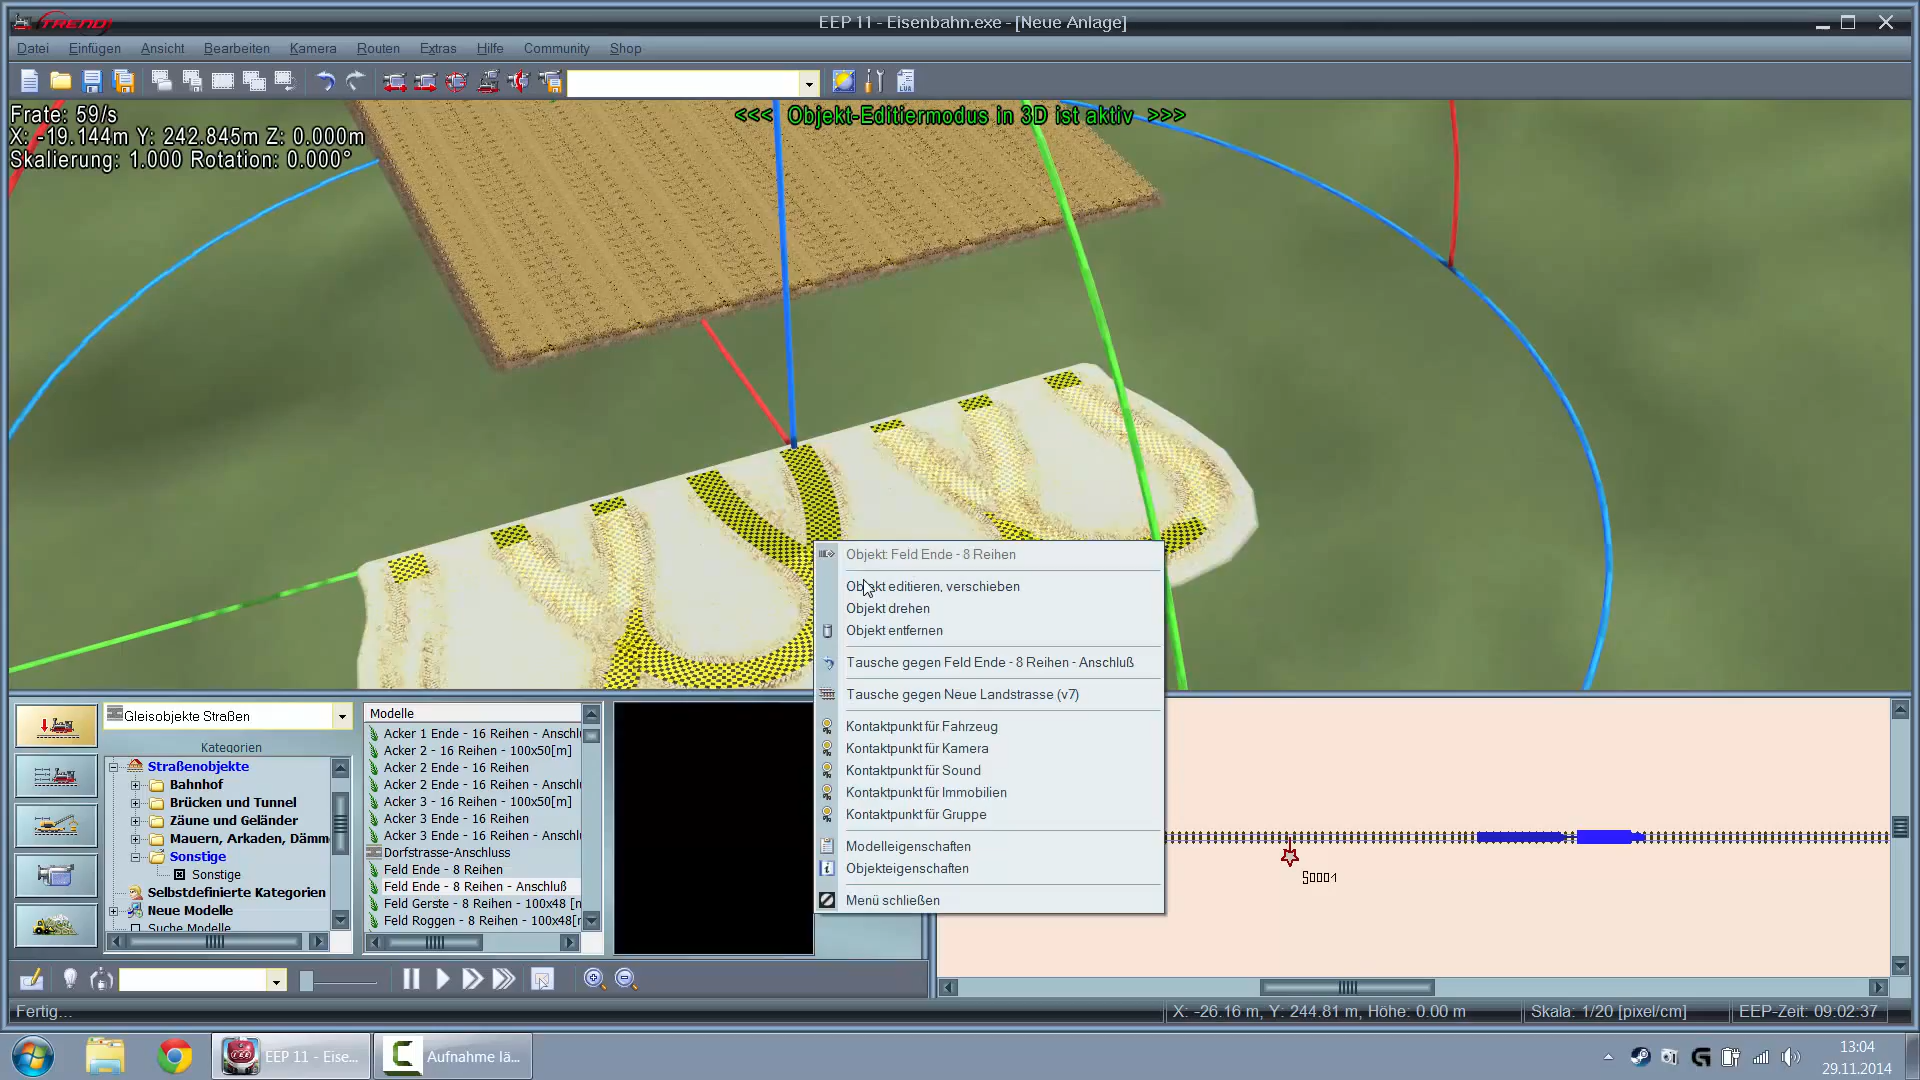 TREND
EEP 11 - Eisenbahn.exe - [Neue Anlage]
Datei Einfügen Ansicht Bearbeiten Kamera Routen Extras Hilfe Community Shop
LUA
Frate: 59/s
X: -19.144m Y: 242.845m Z: 0.000m
Skalierung: 1.000 Rotation: 0.000°
<<< Objekt-Editiermodus in 3D ist aktiv >>>
Objekt: Feld Ende - 8 Reihen
Objekt editieren, verschieben
Objekt drehen
Objekt entfernen
Tausche gegen Feld Ende - 8 Reihen - Anschluß
Tausche gegen Neue Landstrasse (v7)
Kontaktpunkt für Fahrzeug
Kontaktpunkt für Kamera
Kontaktpunkt für Sound
Kontaktpunkt für Immobilien
Kontaktpunkt für Gruppe
Modelleigenschaften
Objekteigenschaften
Menü schließen
Gleisobjekte Straßen
Kategorien
Straßenobjekte
Bahnhof
Brücken und Tunnel
Zäune und Geländer
Mauern, Arkaden, Dämm
Sonstige
Sonstige
Selbstdefinierte Kategorien
Neue Modelle
Suche Modelle
Modelle
Acker 1 Ende - 16 Reihen - Anschlu
Acker 2 - 16 Reihen - 100x50[m]
Acker 2 Ende - 16 Reihen
Acker 2 Ende - 16 Reihen - Anschlu
Acker 3 - 16 Reihen - 100x50[m]
Acker 3 Ende - 16 Reihen
Acker 3 Ende - 16 Reihen - Anschlu
Dorfstrasse-Anschluss
Feld Ende - 8 Reihen
Feld Ende - 8 Reihen - Anschluß
Feld Gerste - 8 Reihen - 100x48 [m
Feld Roggen - 8 Reihen - 100x48[m
S0001
Fertig...
X: -26.16 m, Y: 244.81 m, Höhe: 0.00 m
Skala: 1/20 [pixel/cm]
EEP-Zeit: 09:02:37
EEP 11 - Eise...
Aufnahme lä...
13:04
29.11.2014